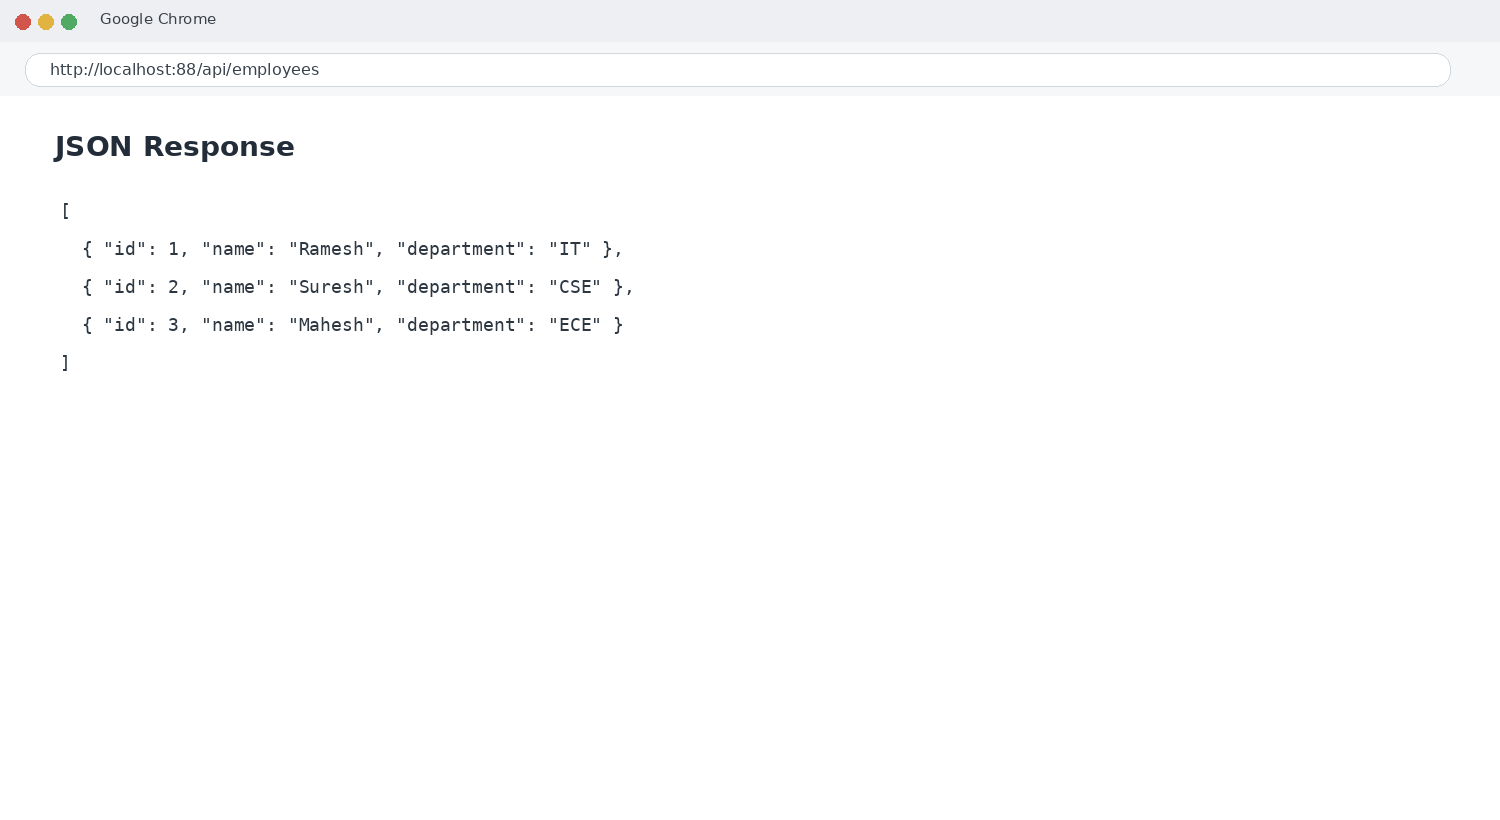 Google Chrome
http://localhost:88/api/employees
JSON Response
[
  { "id": 1, "name": "Ramesh", "department": "IT" },
  { "id": 2, "name": "Suresh", "department": "CSE" },
  { "id": 3, "name": "Mahesh", "department": "ECE" }
]